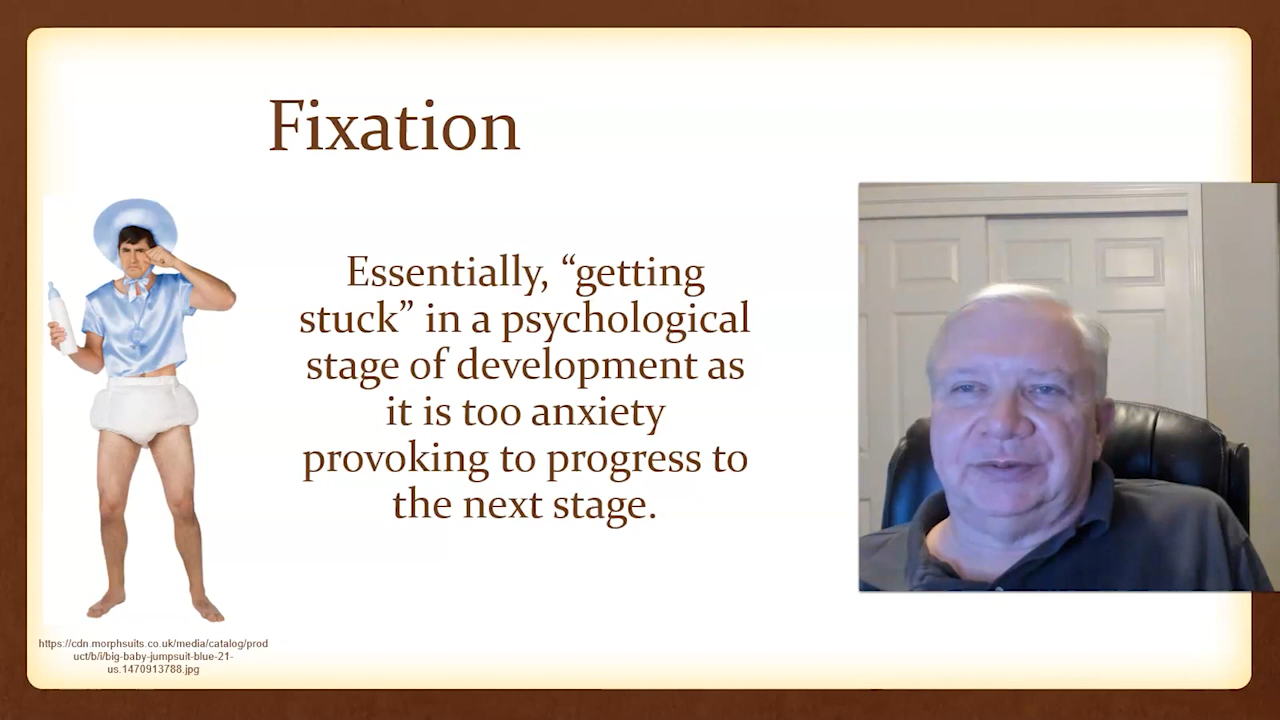 Fixation
Essentially, “getting
stuck” in a psychological
stage of development as
it is too anxiety
provoking to progress to
the next stage.
https://cdn.morphsuits.co.uk/media/catalog/prod
uct/b/i/big-baby-jumpsuit-blue-21-
us.1470913788.jpg